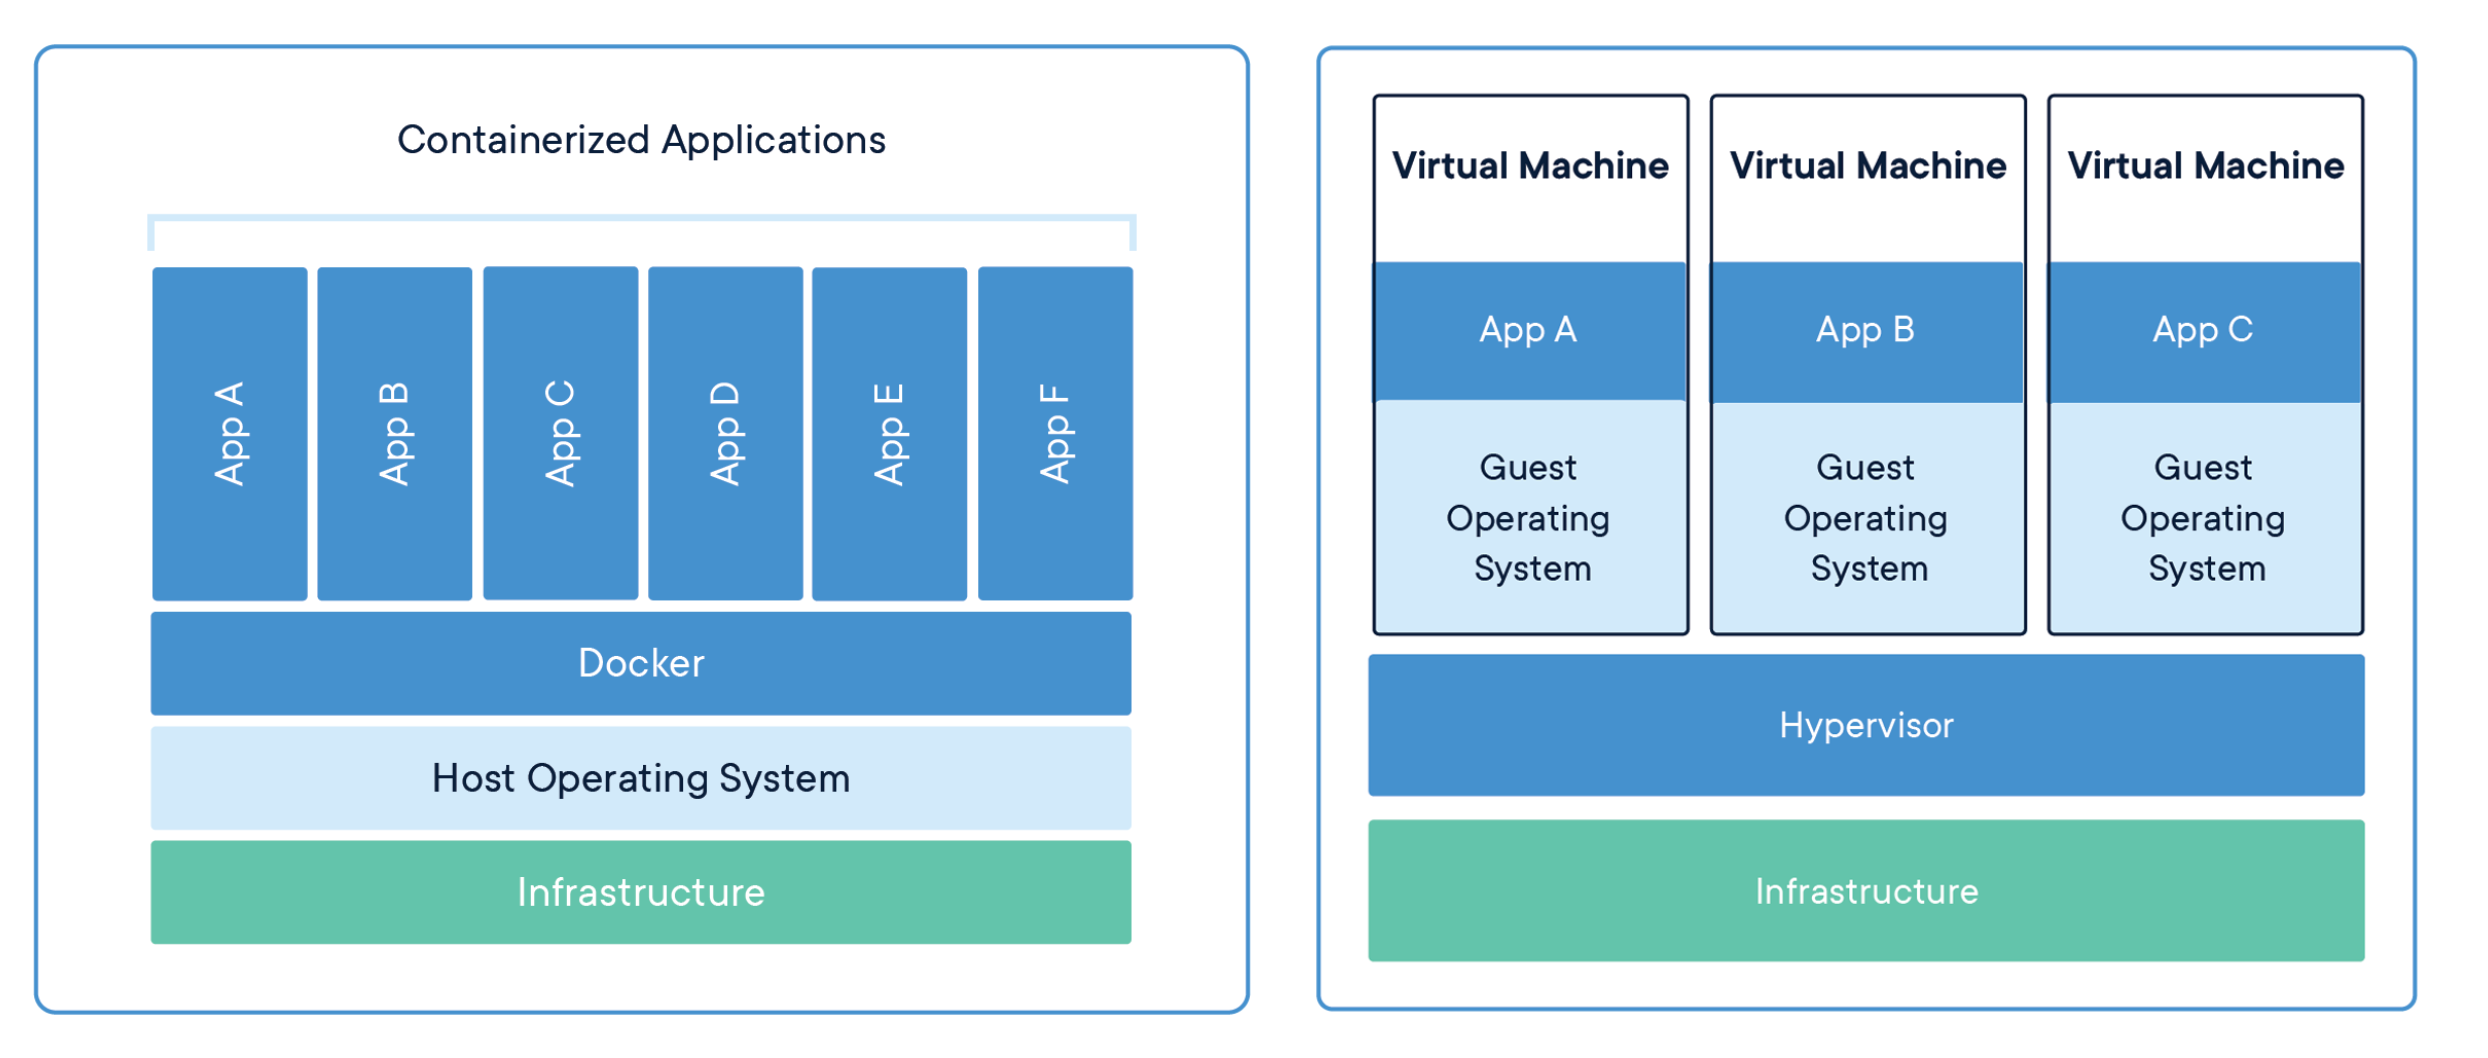 Containerized Applications
App A
App B
App C
App D
App E
App F
Docker
Host Operating System
Infrastructure
Virtual Machine
App A
Guest
Operating
System
Virtual Machine
App B
Guest
Operating
System
Virtual Machine
App C
Guest
Operating
System
Hypervisor
Infrastructure